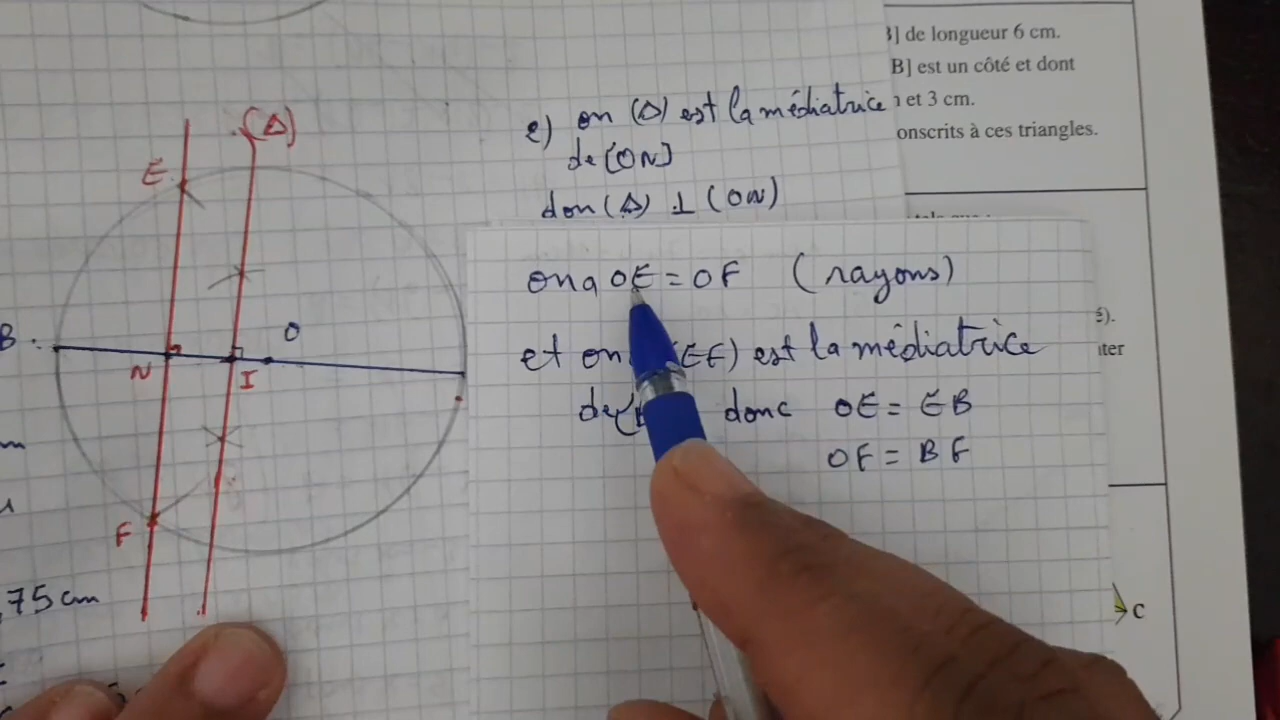 B] de longueur 6 cm.
B] est un côté et dont
et 3 cm.
onscrits à ces triangles.
e) on (Δ) est la médiatrice
de [ON]
don (Δ) ⊥ (ON)
on a OE = OF (rayons)
et on (EF) est la médiatrice
de donc OE = EB
OF = BF
(Δ)
E
B
O
N
I
F
,75 cm
é).
ter
C